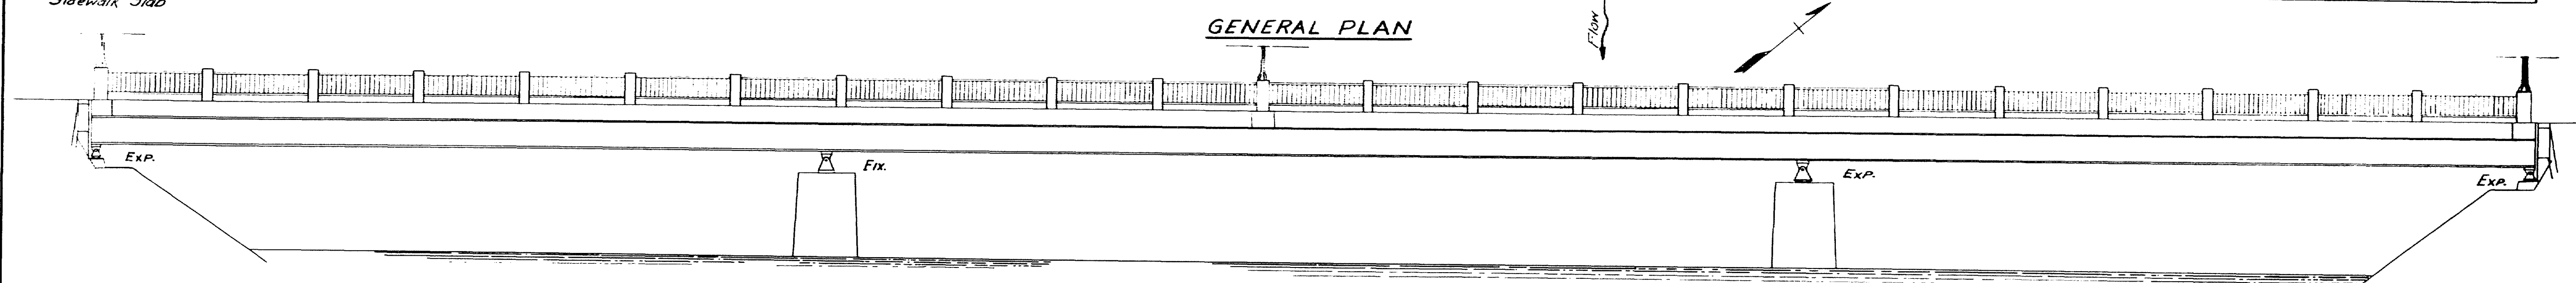 Sidewalk Slab
GENERAL PLAN
Flow
Exp.
Fix.
Exp.
Exp.